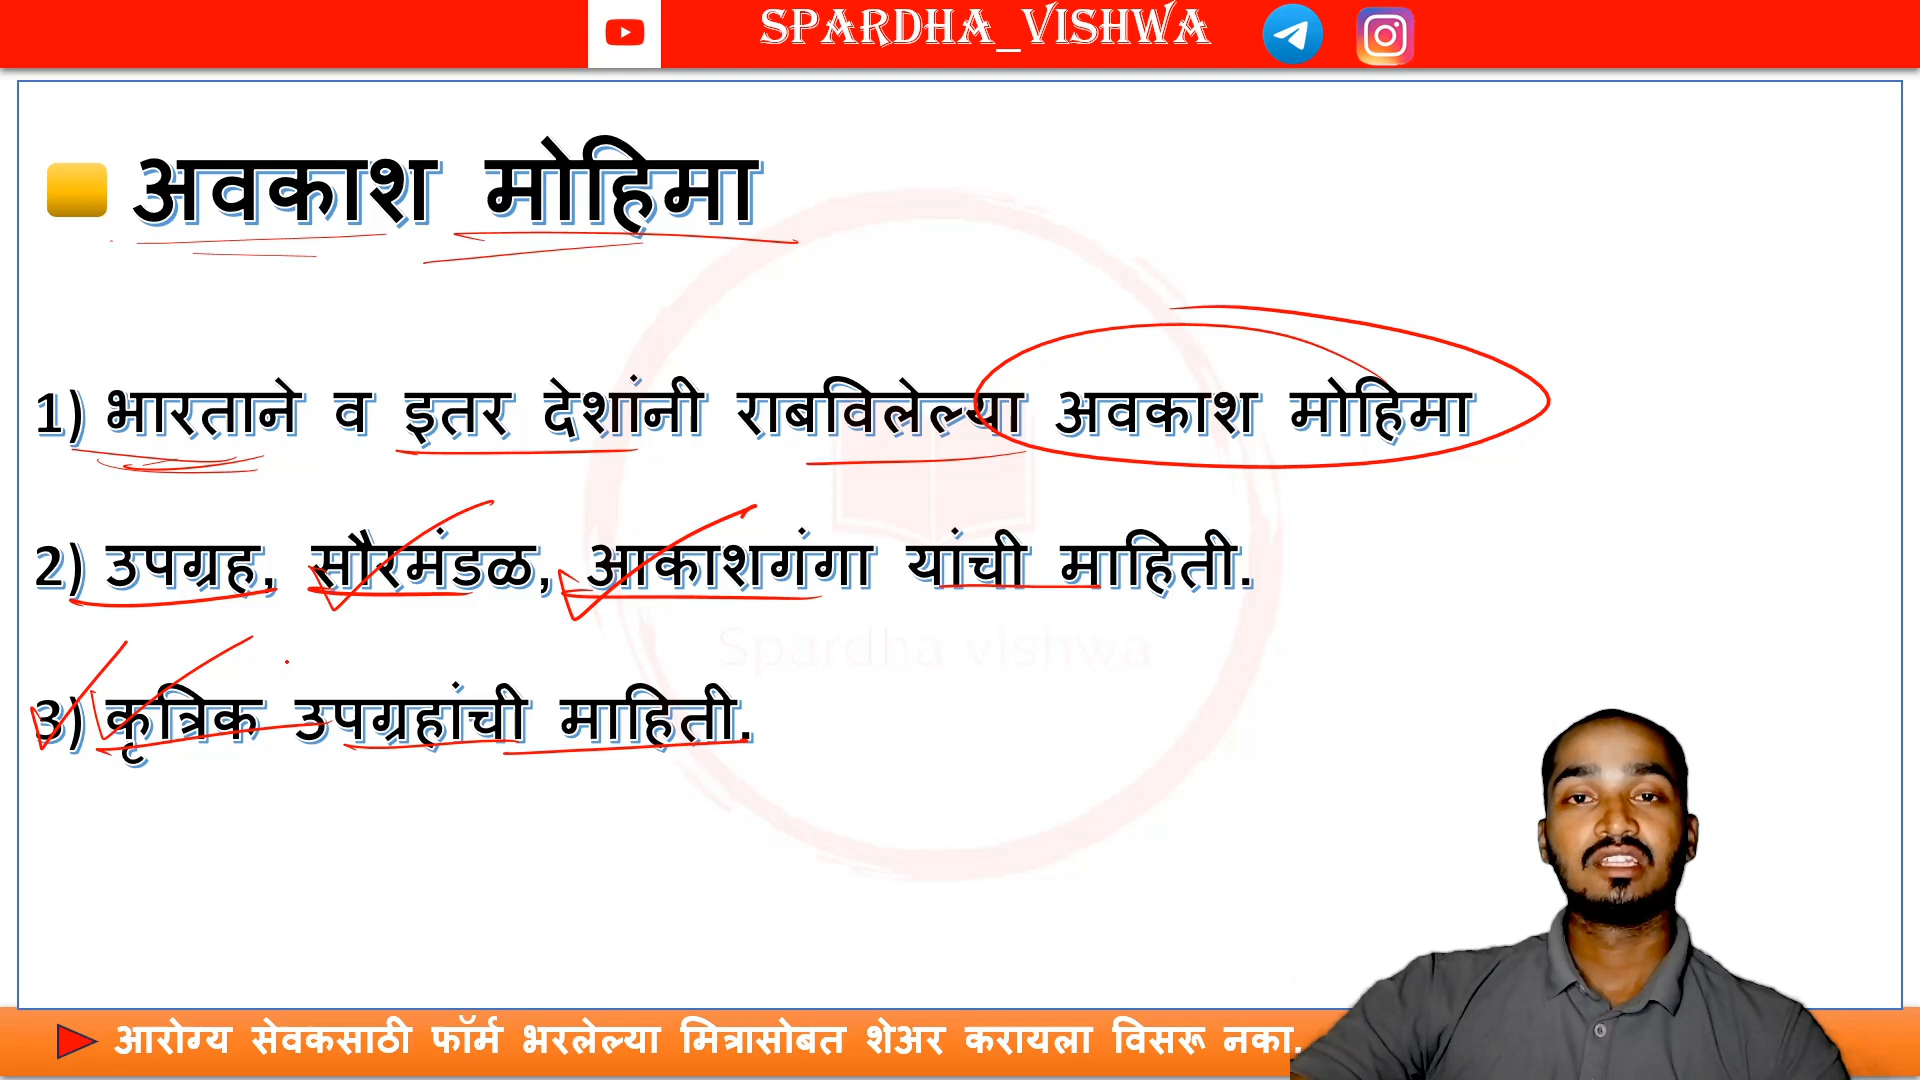 SPARDHA_VISHWA
अवकाश मोहिमा
1) भारताने व इतर देशांनी राबविलेल्या अवकाश मोहिमा
2) उपग्रह, सौरमंडळ, आकाशगंगा यांची माहिती.
Spardha vishwa
3) कृत्रिक उपग्रहांची माहिती.
आरोग्य सेवकसाठी फॉर्म भरलेल्या मित्रासोबत शेअर करायला विसरू नका.